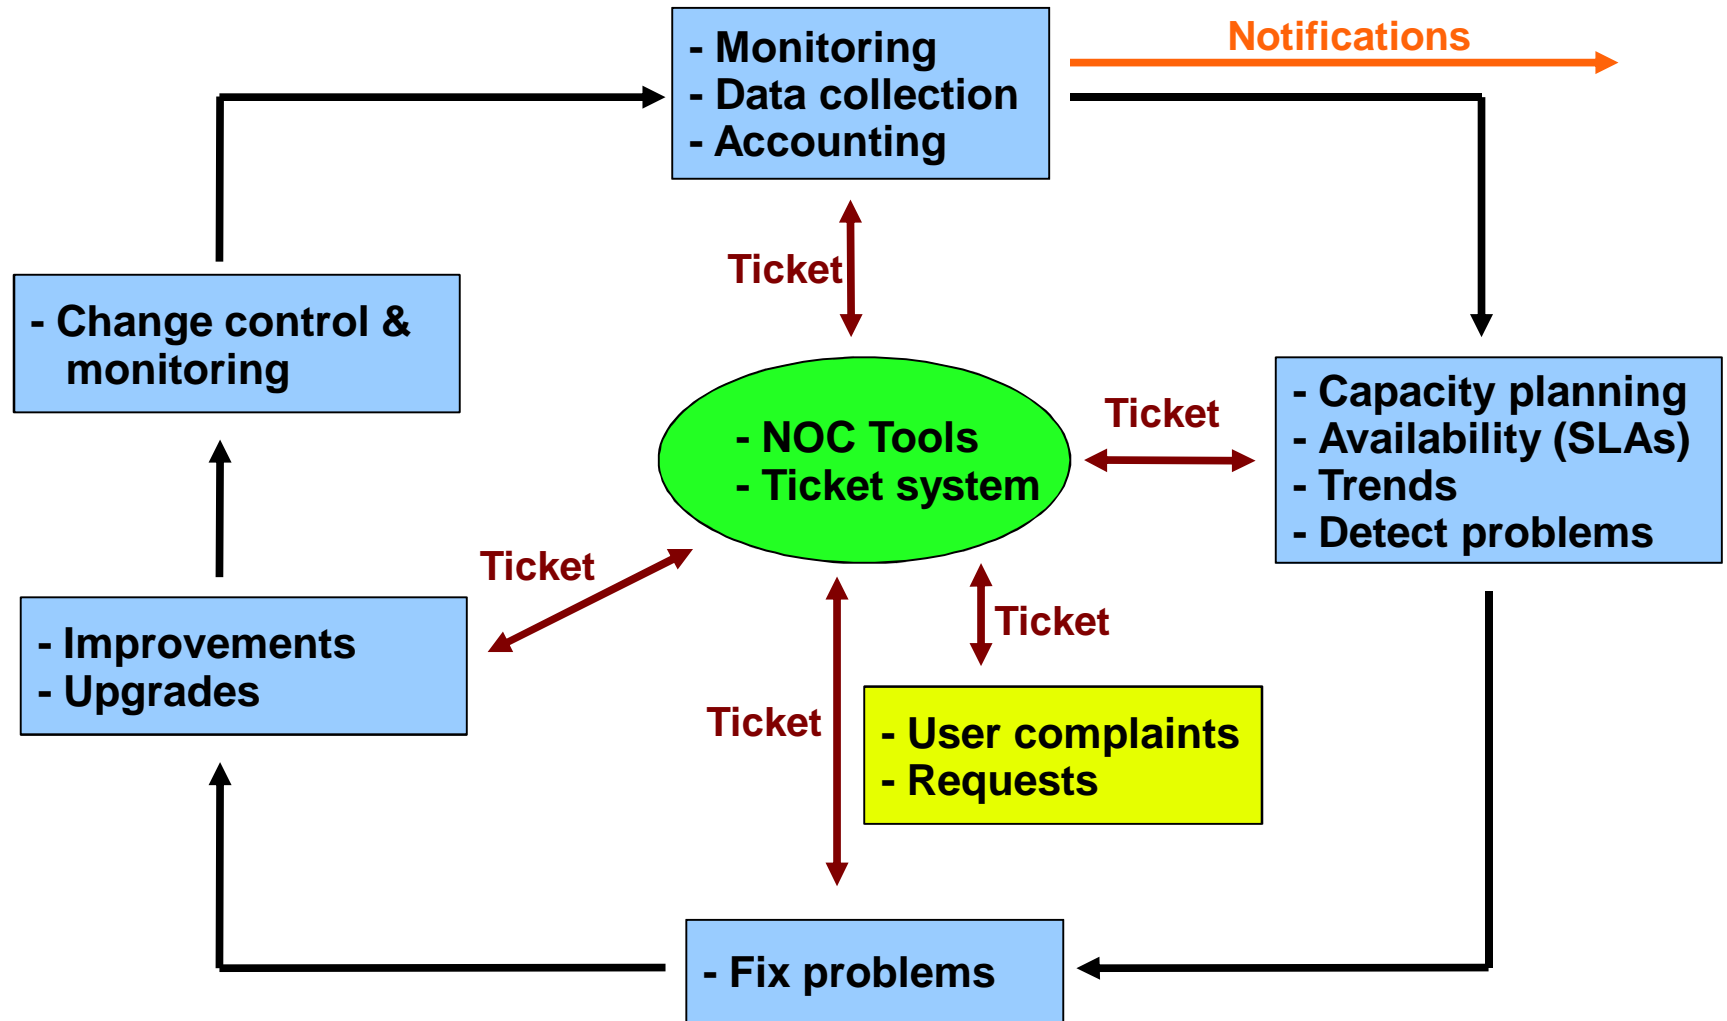 - Monitoring
- Data collection
- Accounting
Notifications
Ticket
- Change control &
monitoring
- NOC Tools
- Ticket system
Ticket
- Capacity planning
- Availability (SLAs)
- Trends
- Detect problems
Ticket
- Improvements
- Upgrades
Ticket
Ticket
- User complaints
- Requests
- Fix problems